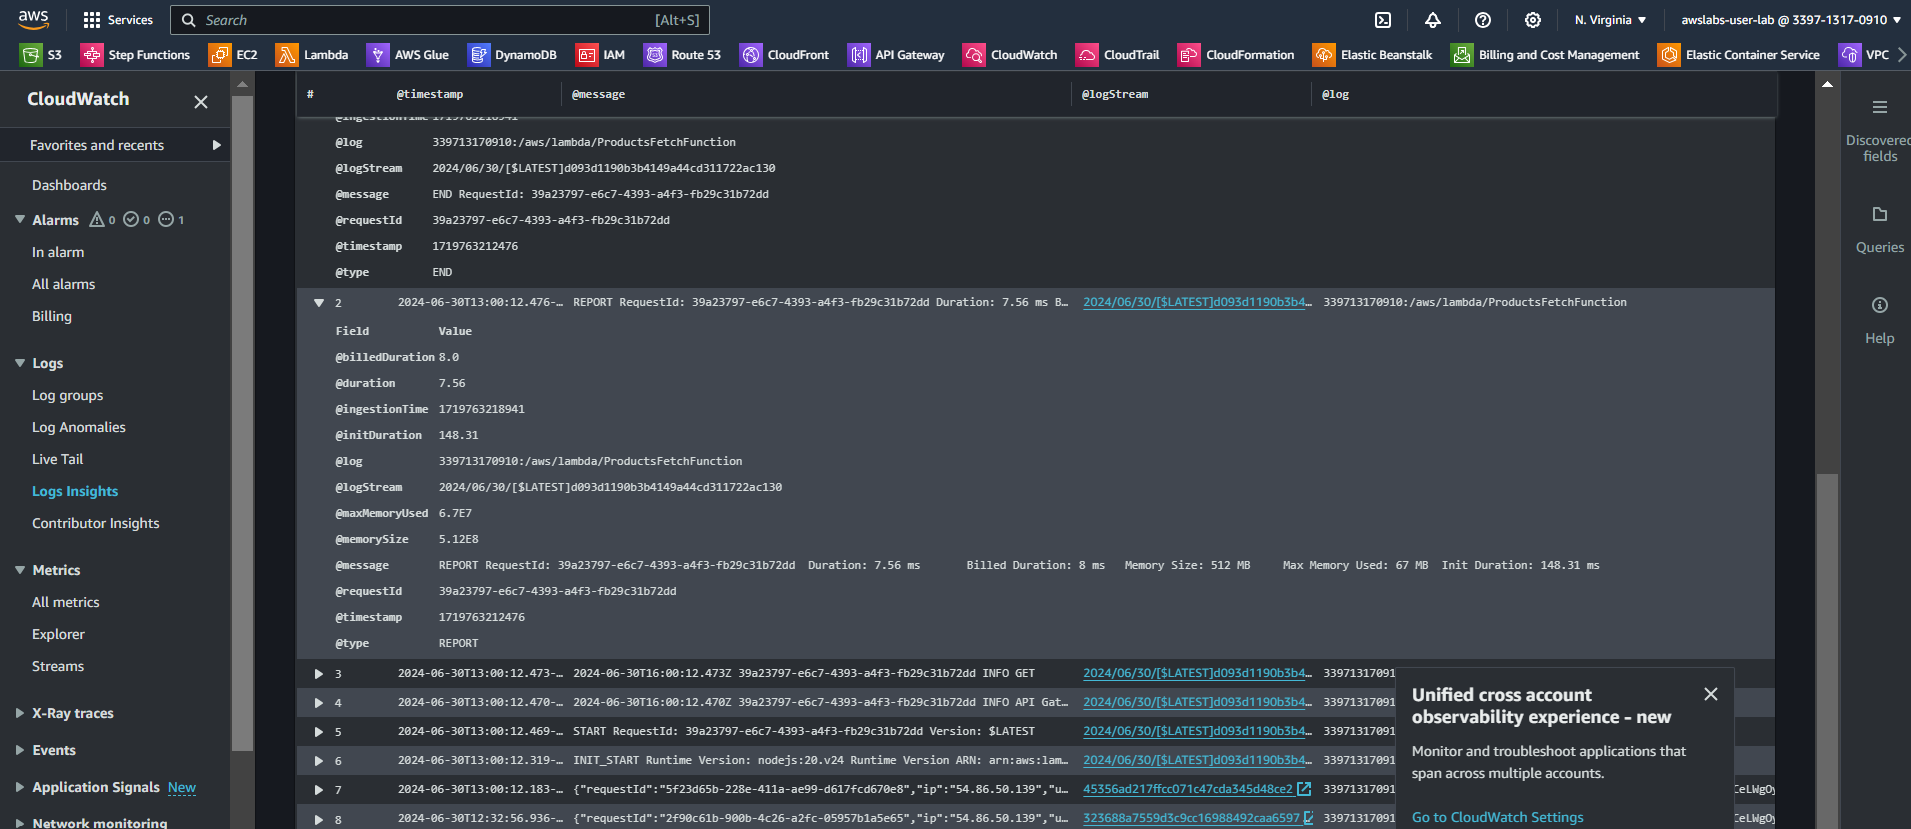 aws Services Search [Alt+S] N. Virginia awslabs-user-lab @ 3397-1317-0910
S3 Step Functions EC2 Lambda AWS Glue DynamoDB IAM Route 53 CloudFront API Gateway CloudWatch CloudTrail CloudFormation Elastic Beanstalk Billing and Cost Management Elastic Container Service VPC
CloudWatch
Favorites and recents
Dashboards
Alarms 0 0 1
In alarm
All alarms
Billing
Logs
Log groups
Log Anomalies
Live Tail
Logs Insights
Contributor Insights
Metrics
All metrics
Explorer
Streams
X-Ray traces
Events
Application Signals New
Network monitoring
# @timestamp @message @logStream @log
@ingestionTime 1719763218941
@log 339713170910:/aws/lambda/ProductsFetchFunction
@logStream 2024/06/30/[$LATEST]d093d1190b3b4149a44cd311722ac130
@message END RequestId: 39a23797-e6c7-4393-a4f3-fb29c31b72dd
@requestId 39a23797-e6c7-4393-a4f3-fb29c31b72dd
@timestamp 1719763212476
@type END
2 2024-06-30T13:00:12.476-… REPORT RequestId: 39a23797-e6c7-4393-a4f3-fb29c31b72dd Duration: 7.56 ms B… 2024/06/30/[$LATEST]d093d1190b3b4… 339713170910:/aws/lambda/ProductsFetchFunction
Field Value
@billedDuration 8.0
@duration 7.56
@ingestionTime 1719763218941
@initDuration 148.31
@log 339713170910:/aws/lambda/ProductsFetchFunction
@logStream 2024/06/30/[$LATEST]d093d1190b3b4149a44cd311722ac130
@maxMemoryUsed 6.7E7
@memorySize 5.12E8
@message REPORT RequestId: 39a23797-e6c7-4393-a4f3-fb29c31b72dd Duration: 7.56 ms Billed Duration: 8 ms Memory Size: 512 MB Max Memory Used: 67 MB Init Duration: 148.31 ms
@requestId 39a23797-e6c7-4393-a4f3-fb29c31b72dd
@timestamp 1719763212476
@type REPORT
3 2024-06-30T13:00:12.473-… 2024-06-30T16:00:12.473Z 39a23797-e6c7-4393-a4f3-fb29c31b72dd INFO GET 2024/06/30/[$LATEST]d093d1190b3b4… 33971317091
4 2024-06-30T13:00:12.470-… 2024-06-30T16:00:12.470Z 39a23797-e6c7-4393-a4f3-fb29c31b72dd INFO API Gat… 2024/06/30/[$LATEST]d093d1190b3b4… 33971317091
5 2024-06-30T13:00:12.469-… START RequestId: 39a23797-e6c7-4393-a4f3-fb29c31b72dd Version: $LATEST 2024/06/30/[$LATEST]d093d1190b3b4… 33971317091
6 2024-06-30T13:00:12.319-… INIT_START Runtime Version: nodejs:20.v24 Runtime Version ARN: arn:aws:lam… 2024/06/30/[$LATEST]d093d1190b3b4… 33971317091
7 2024-06-30T13:00:12.183-… {"requestId":"5f23d65b-228e-411a-ae99-d617fcd670e8","ip":"54.86.50.139","u… 45356ad217ffcc071c47cda345d48ce2 33971317091 CeLWgOy
8 2024-06-30T12:32:56.936-… {"requestId":"2f90c61b-900b-4c26-a2fc-05957b1a5e65","ip":"54.86.50.139","u… 323688a7559d3c9cc16988492caa6597 33971317091 CeLWgOy
Unified cross account
observability experience - new
Monitor and troubleshoot applications that
span across multiple accounts.
Go to CloudWatch Settings
Discovered
fields
Queries
Help